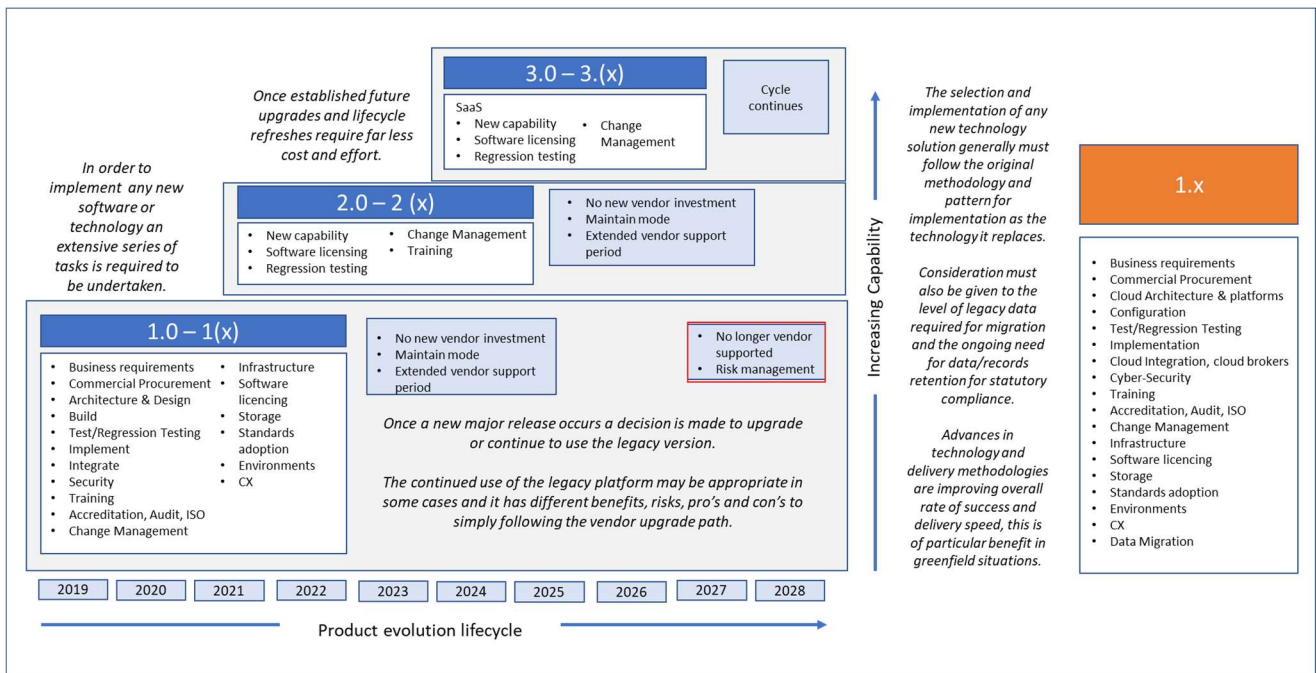 3.0 – 3.(x)
SaaS
• New capability
• Software licensing
• Regression testing
• Change
Management
Cycle
continues
Once established future
upgrades and lifecycle
refreshes require far less
cost and effort.
In order to
implement any new
software or
technology an
extensive series of
tasks is required to
be undertaken.
2.0 – 2 (x)
• New capability
• Software licensing
• Regression testing
• Change Management
• Training
• No new vendor investment
• Maintain mode
• Extended vendor support
period
1.0 – 1(x)
• Business requirements
• Commercial Procurement
• Architecture & Design
• Build
• Test/Regression Testing
• Implement
• Integrate
• Security
• Training
• Accreditation, Audit, ISO
• Change Management
• Infrastructure
• Software
licencing
• Storage
• Standards
adoption
• Environments
• CX
• No new vendor investment
• Maintain mode
• Extended vendor support
period
• No longer vendor
supported
• Risk management
Once a new major release occurs a decision is made to upgrade
or continue to use the legacy version.
The continued use of the legacy platform may be appropriate in
some cases and it has different benefits, risks, pro's and con's to
simply following the vendor upgrade path.
2019
2020
2021
2022
2023
2024
2025
2026
2027
2028
Product evolution lifecycle
Increasing Capability
The selection and
implementation of any
new technology
solution generally must
follow the original
methodology and
pattern for
implementation as the
technology it replaces.
Consideration must
also be given to the
level of legacy data
required for migration
and the ongoing need
for data/records
retention for statutory
compliance.
Advances in
technology and
delivery methodologies
are improving overall
rate of success and
delivery speed, this is
of particular benefit in
greenfield situations.
1.x
• Business requirements
• Commercial Procurement
• Cloud Architecture & platforms
• Configuration
• Test/Regression Testing
• Implementation
• Cloud Integration, cloud brokers
• Cyber-Security
• Training
• Accreditation, Audit, ISO
• Change Management
• Infrastructure
• Software licencing
• Storage
• Standards adoption
• Environments
• CX
• Data Migration